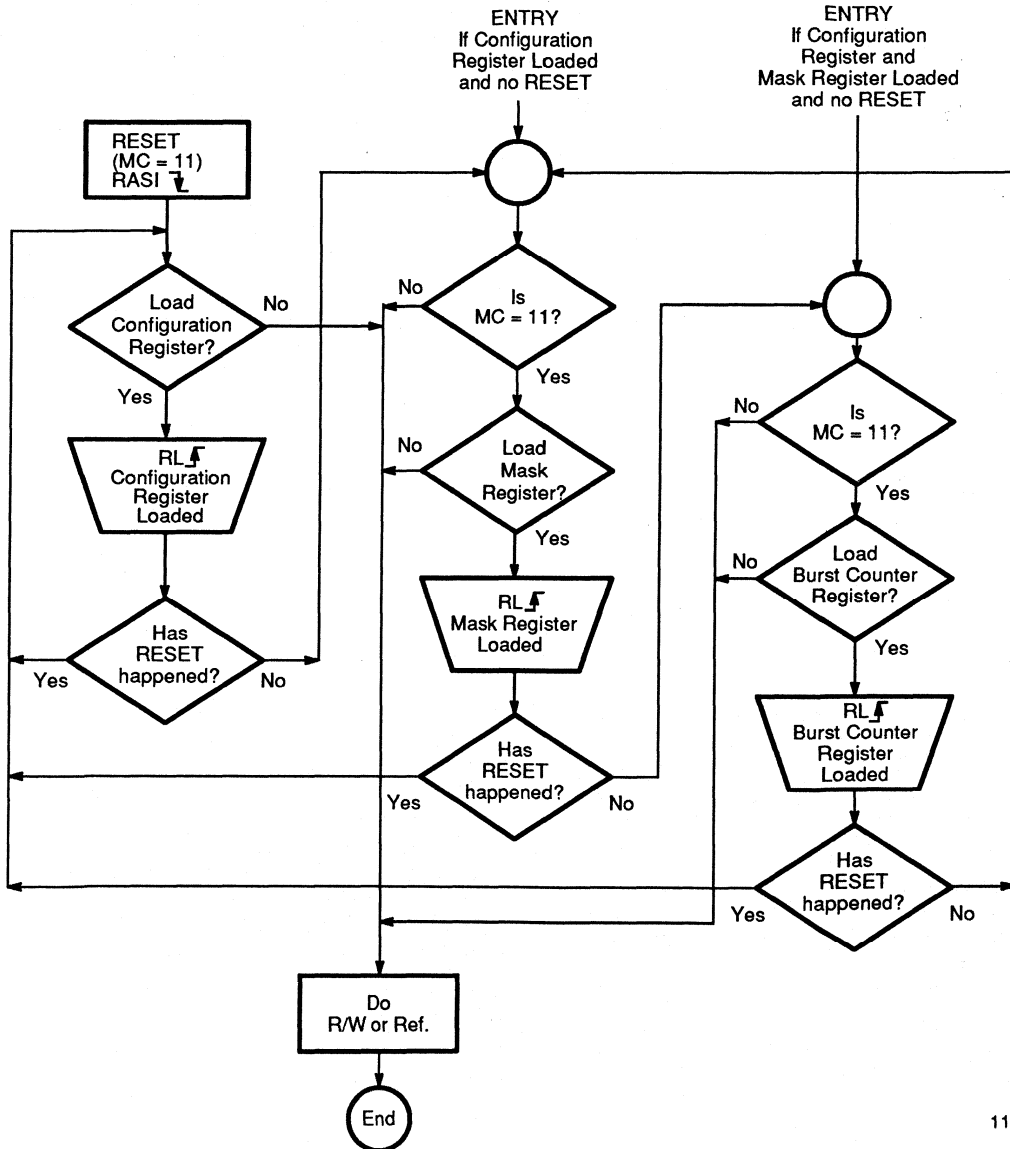 ENTRY
If Configuration
Register Loaded
and no RESET
ENTRY
If Configuration
Register and
Mask Register Loaded
and no RESET
RESET
(MC = 11)
RASI
Load
Configuration
Register?
No
Yes
RL
Configuration
Register
Loaded
Has
RESET
happened?
Yes
No
Is
MC = 11?
No
Yes
Load
Mask
Register?
No
Yes
RL
Mask Register
Loaded
Has
RESET
happened?
Yes
No
Is
MC = 11?
No
Yes
Load
Burst Counter
Register?
No
Yes
RL
Burst Counter
Register
Loaded
Has
RESET
happened?
Yes
No
Do
R/W or Ref.
End
11